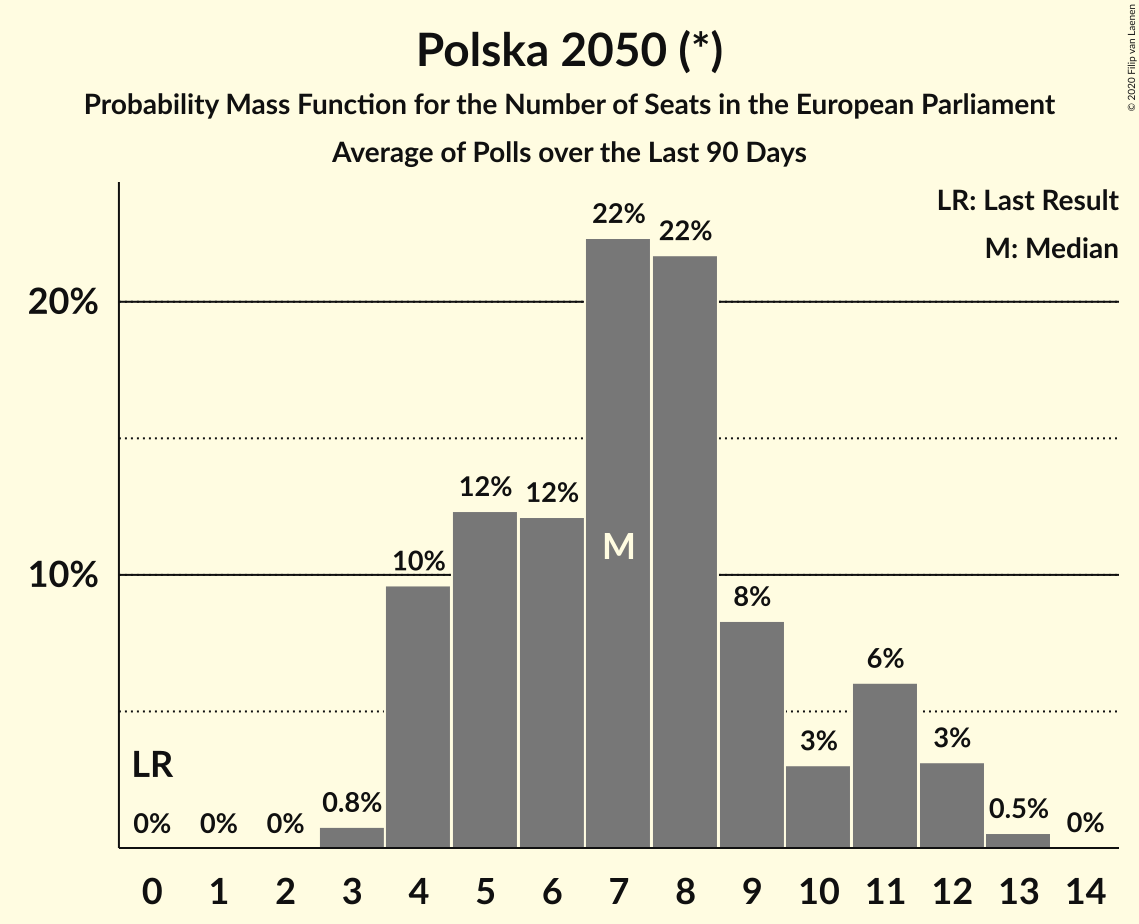 Polska 2050 (*)
Probability Mass Function for the Number of Seats in the European Parliament
Average of Polls over the Last 90 Days
© 2020 Filip van Laenen
LR: Last Result
M: Median
20%
10%
LR
0% 0% 0% 0.8% 10% 12% 12% 22% 22% 8% 3% 6% 3% 0.5% 0%
M
0 1 2 3 4 5 6 7 8 9 10 11 12 13 14